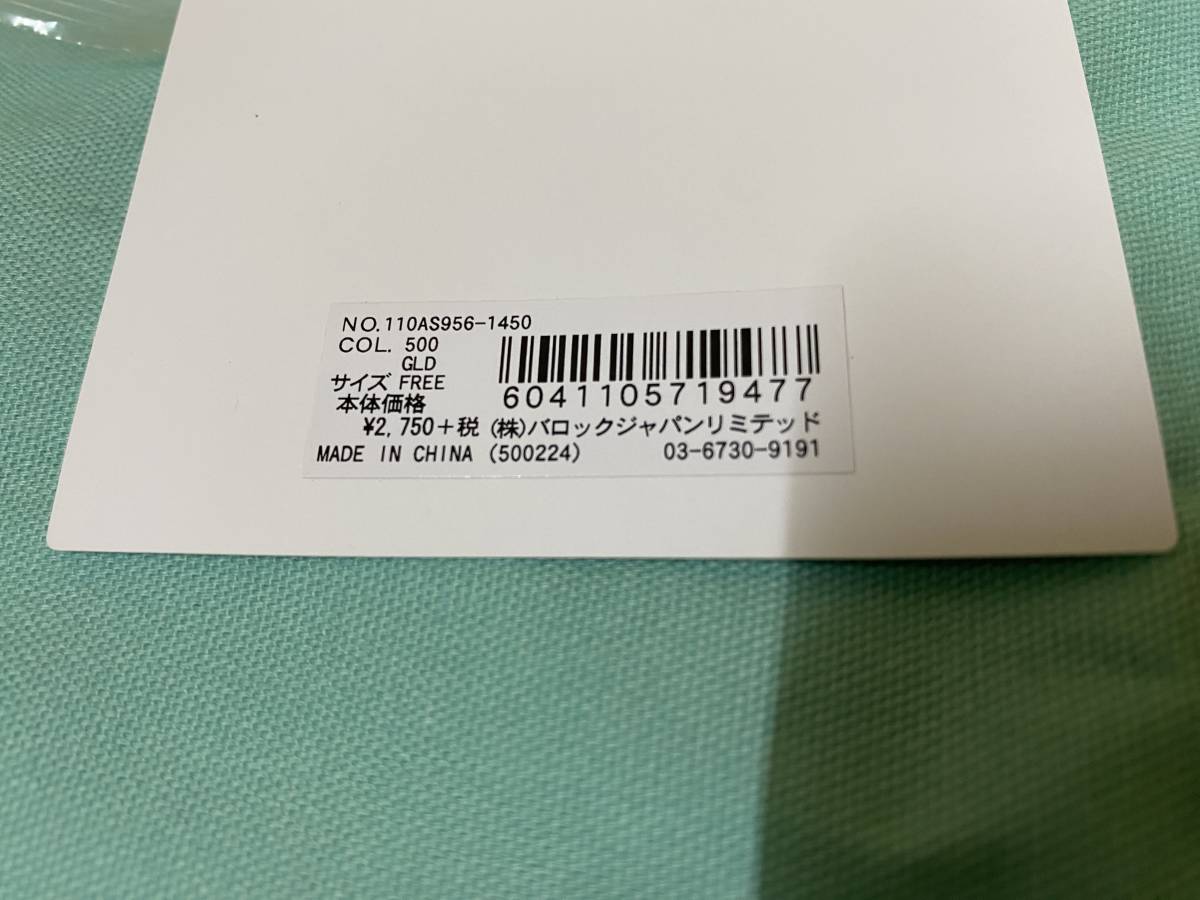 NO.110AS956-1450
COL. 500
GLD
サイズ FREE
本体価格
¥2,750+税
6041105719477
(株)バロックジャパンリミテッド
MADE IN CHINA (500224)
03-6730-9191